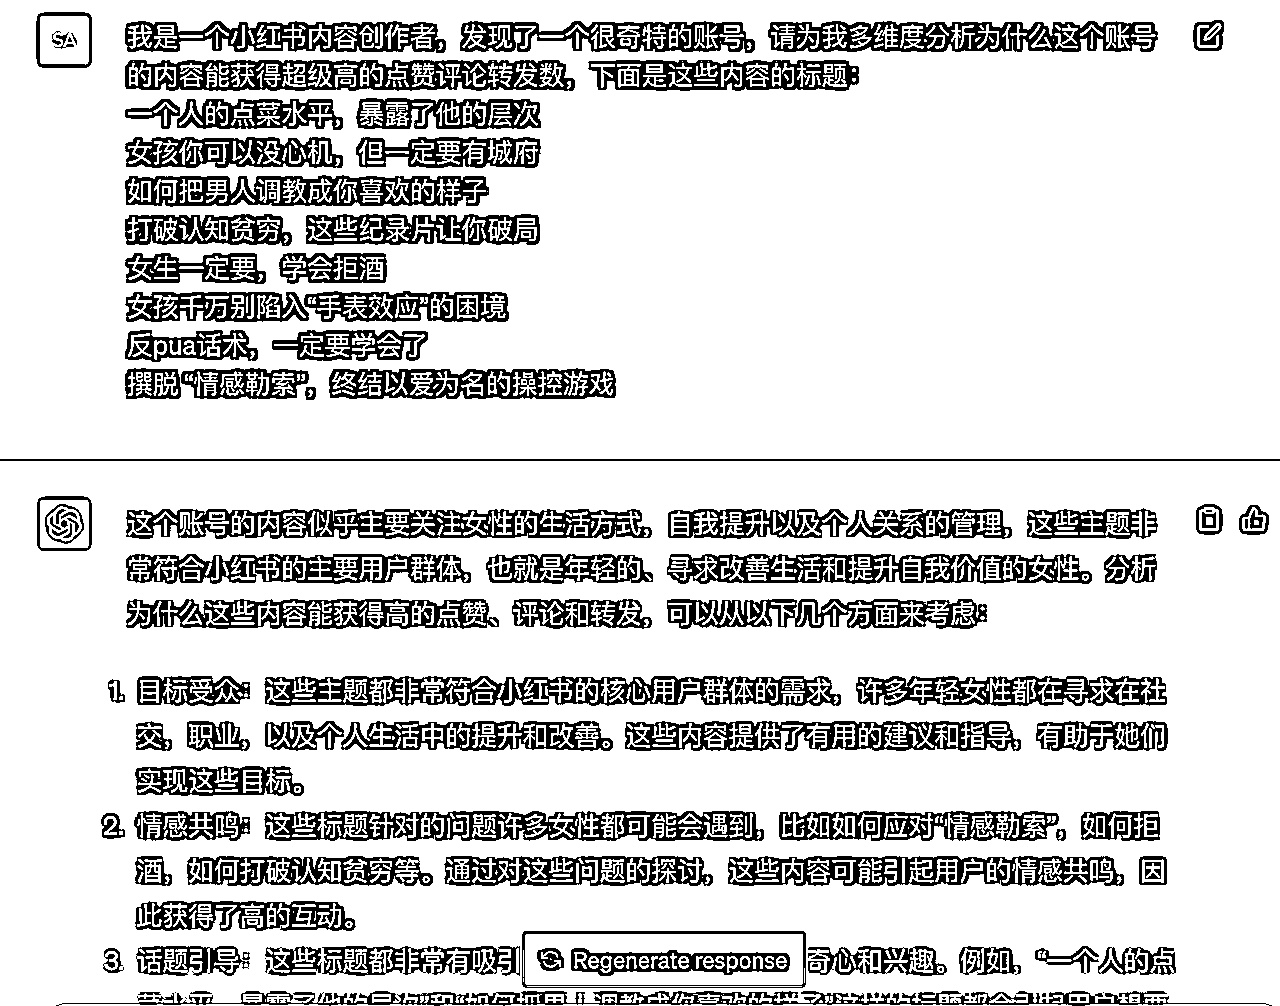 SA
我是一个小红书内容创作者，发现了一个很奇特的账号，请为我多维度分析为什么这个账号
的内容能获得超级高的点赞评论转发数，下面是这些内容的标题：
一个人的点菜水平，暴露了他的层次
女孩你可以没心机，但一定要有城府
如何把男人调教成你喜欢的样子
打破认知贫穷，这些纪录片让你破局
女生一定要，学会拒酒
女孩千万别陷入“手表效应”的困境
反pua话术，一定要学会了
摆脱“情感勒索”，终结以爱为名的操控游戏
这个账号的内容似乎主要关注女性的生活方式，自我提升以及个人关系的管理，这些主题非
常符合小红书的主要用户群体，也就是年轻的、寻求改善生活和提升自我价值的女性。分析
为什么这些内容能获得高的点赞、评论和转发，可以从以下几个方面来考虑：
1. 目标受众：这些主题都非常符合小红书的核心用户群体的需求，许多年轻女性都在寻求在社
交，职业，以及个人生活中的提升和改善。这些内容提供了有用的建议和指导，有助于她们
实现这些目标。
2. 情感共鸣：这些标题针对的问题许多女性都可能会遇到，比如如何应对“情感勒索”，如何拒
酒，如何打破认知贫穷等。通过对这些问题的探讨，这些内容可能引起用户的情感共鸣，因
此获得了高的互动。
3. 话题引导：这些标题都非常有吸引 Regenerate response 奇心和兴趣。例如，“一个人的点